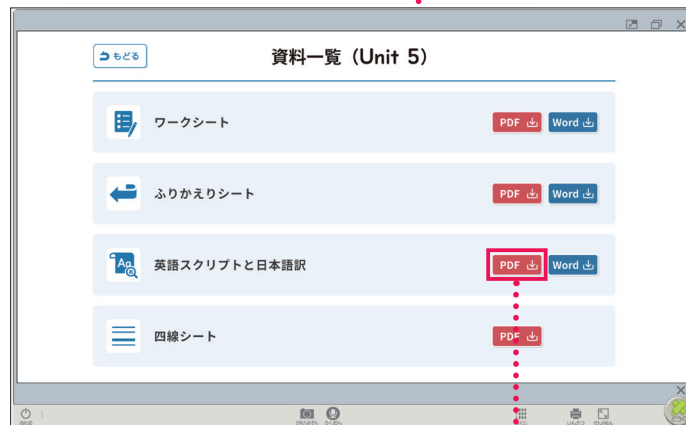 もどる
資料一覧（Unit 5）
ワークシート PDF Word
ふりかえりシート PDF Word
英語スクリプトと日本語訳 PDF Word
四線シート PDF